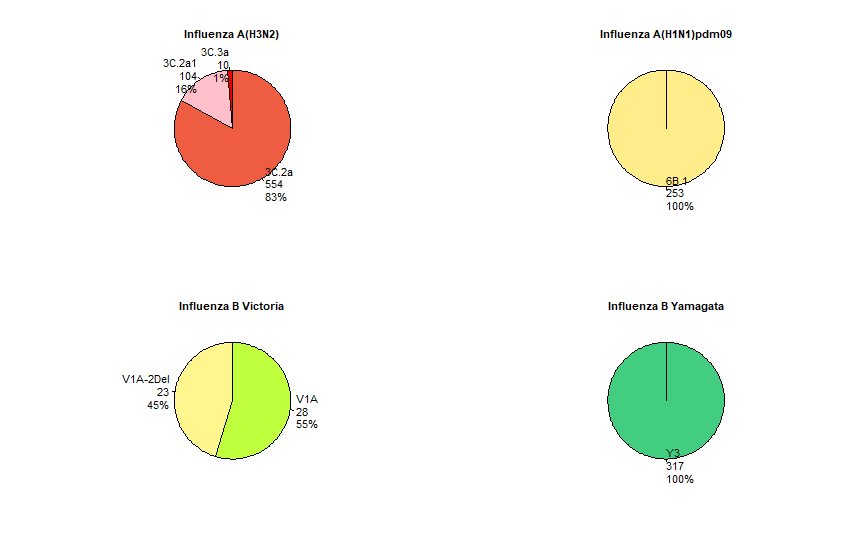 Influenza A(H3N2)
3C.3a
10
1%
3C.2a1
104
16%
3C.2a
554
83%
Influenza A(H1N1)pdm09
6B.1
253
100%
Influenza B Victoria
V1A-2Del
23
45%
V1A
28
55%
Influenza B Yamagata
Y3
317
100%